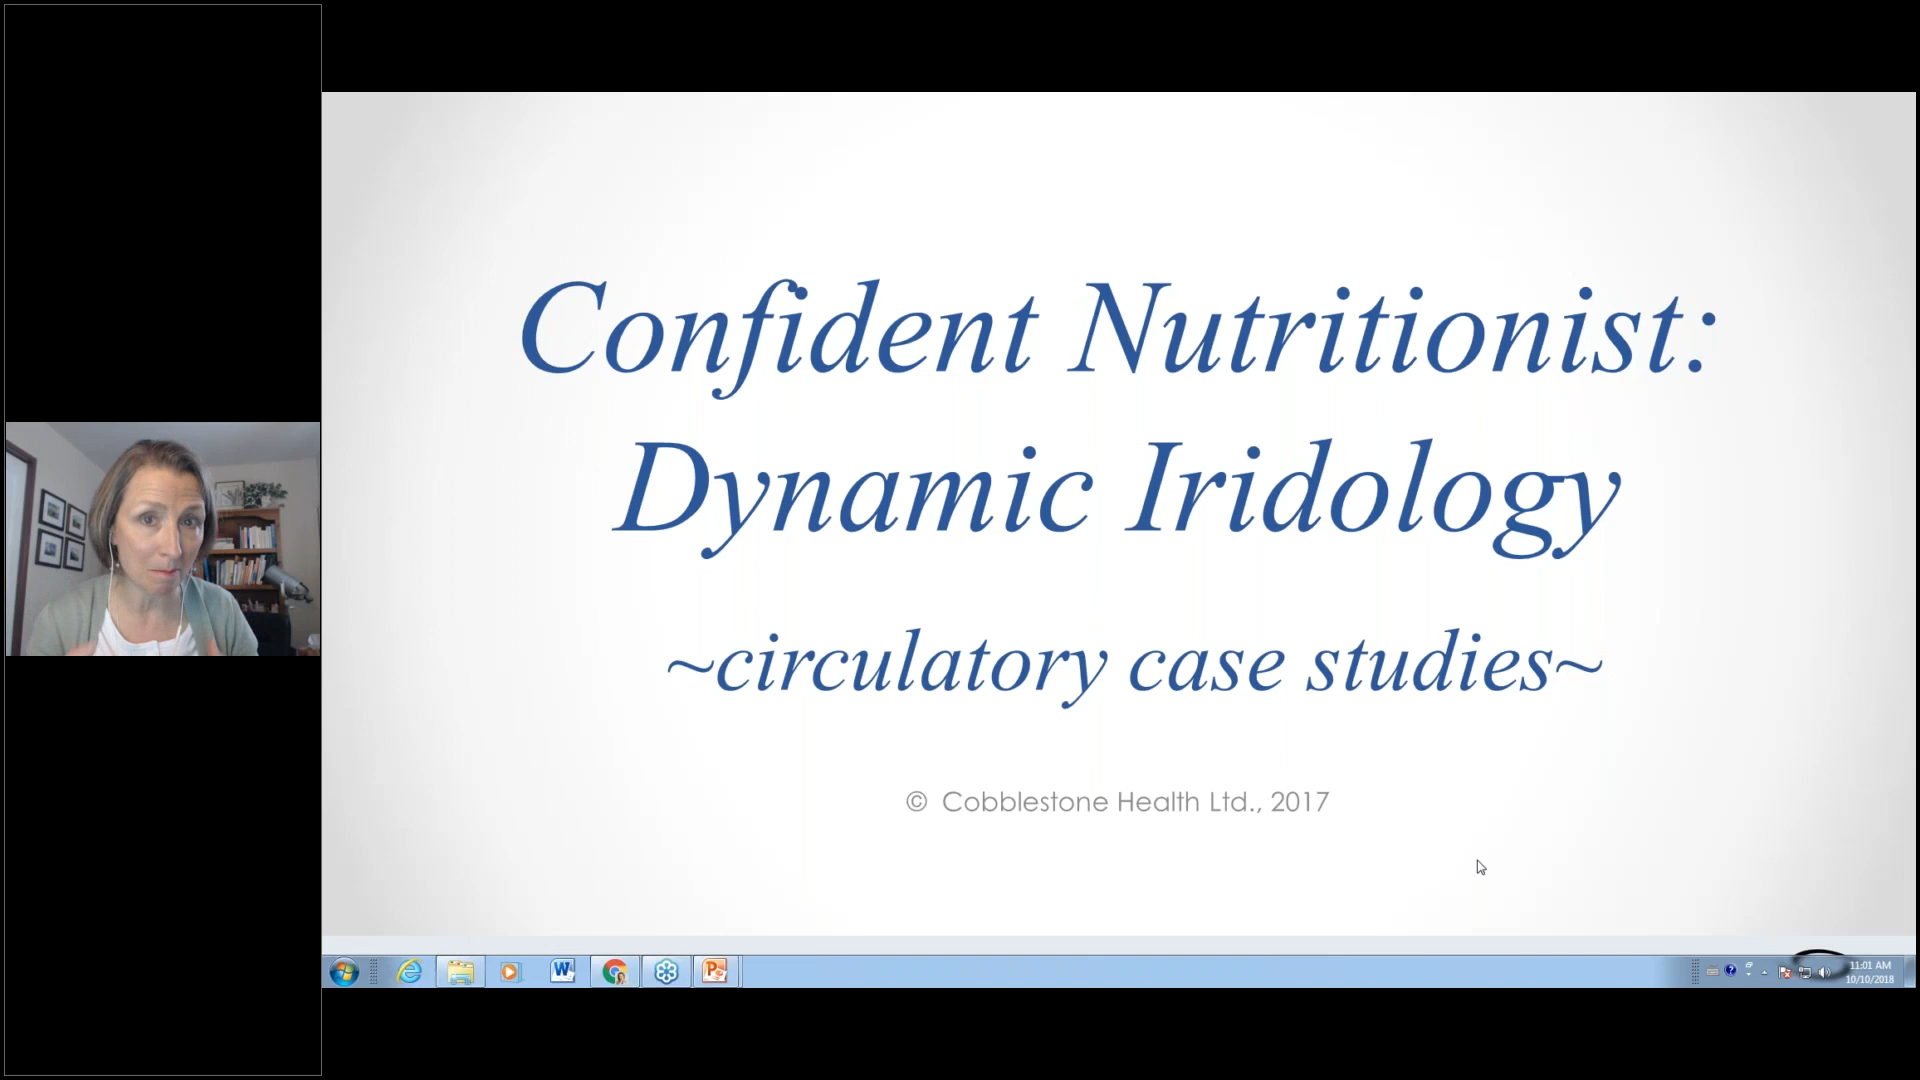 Confident Nutritionist:
Dynamic Iridology
~circulatory case studies~
© Cobblestone Health Ltd., 2017
11:01 AM
10/10/2018